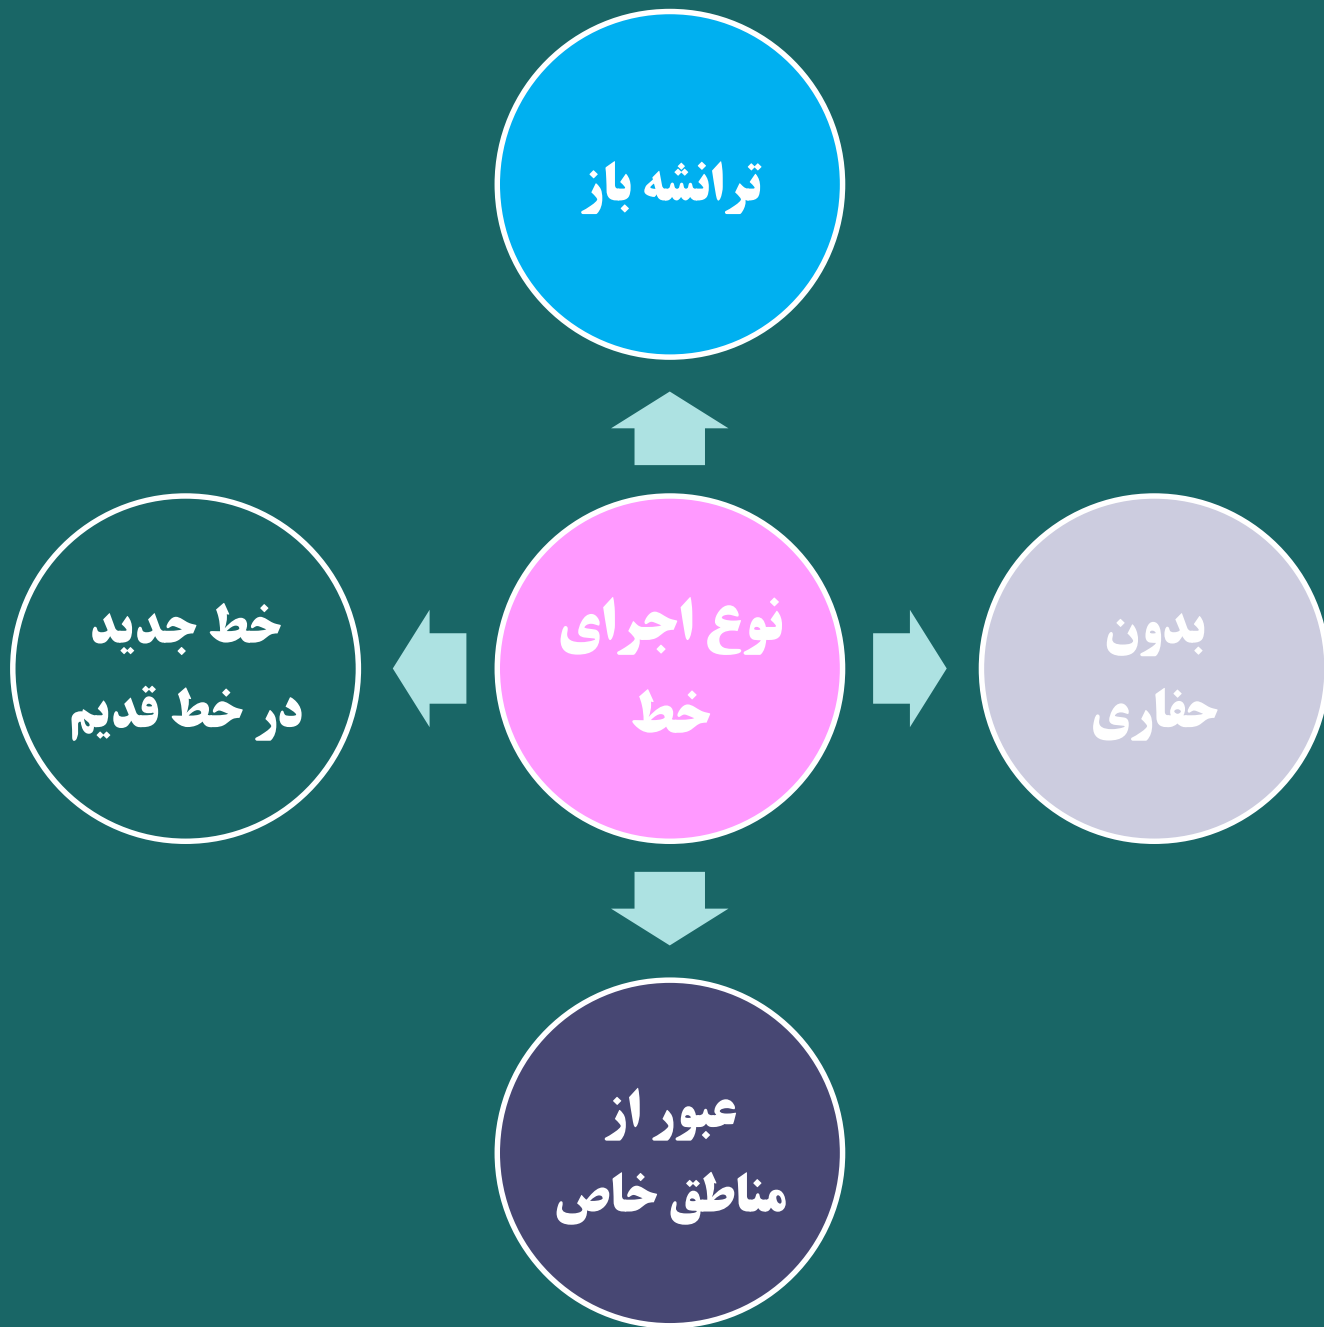 ترانشه باز
نوع اجرای
خط
بدون
حفاری
عبور از
مناطق خاص
خط جدید
در خط قدیم